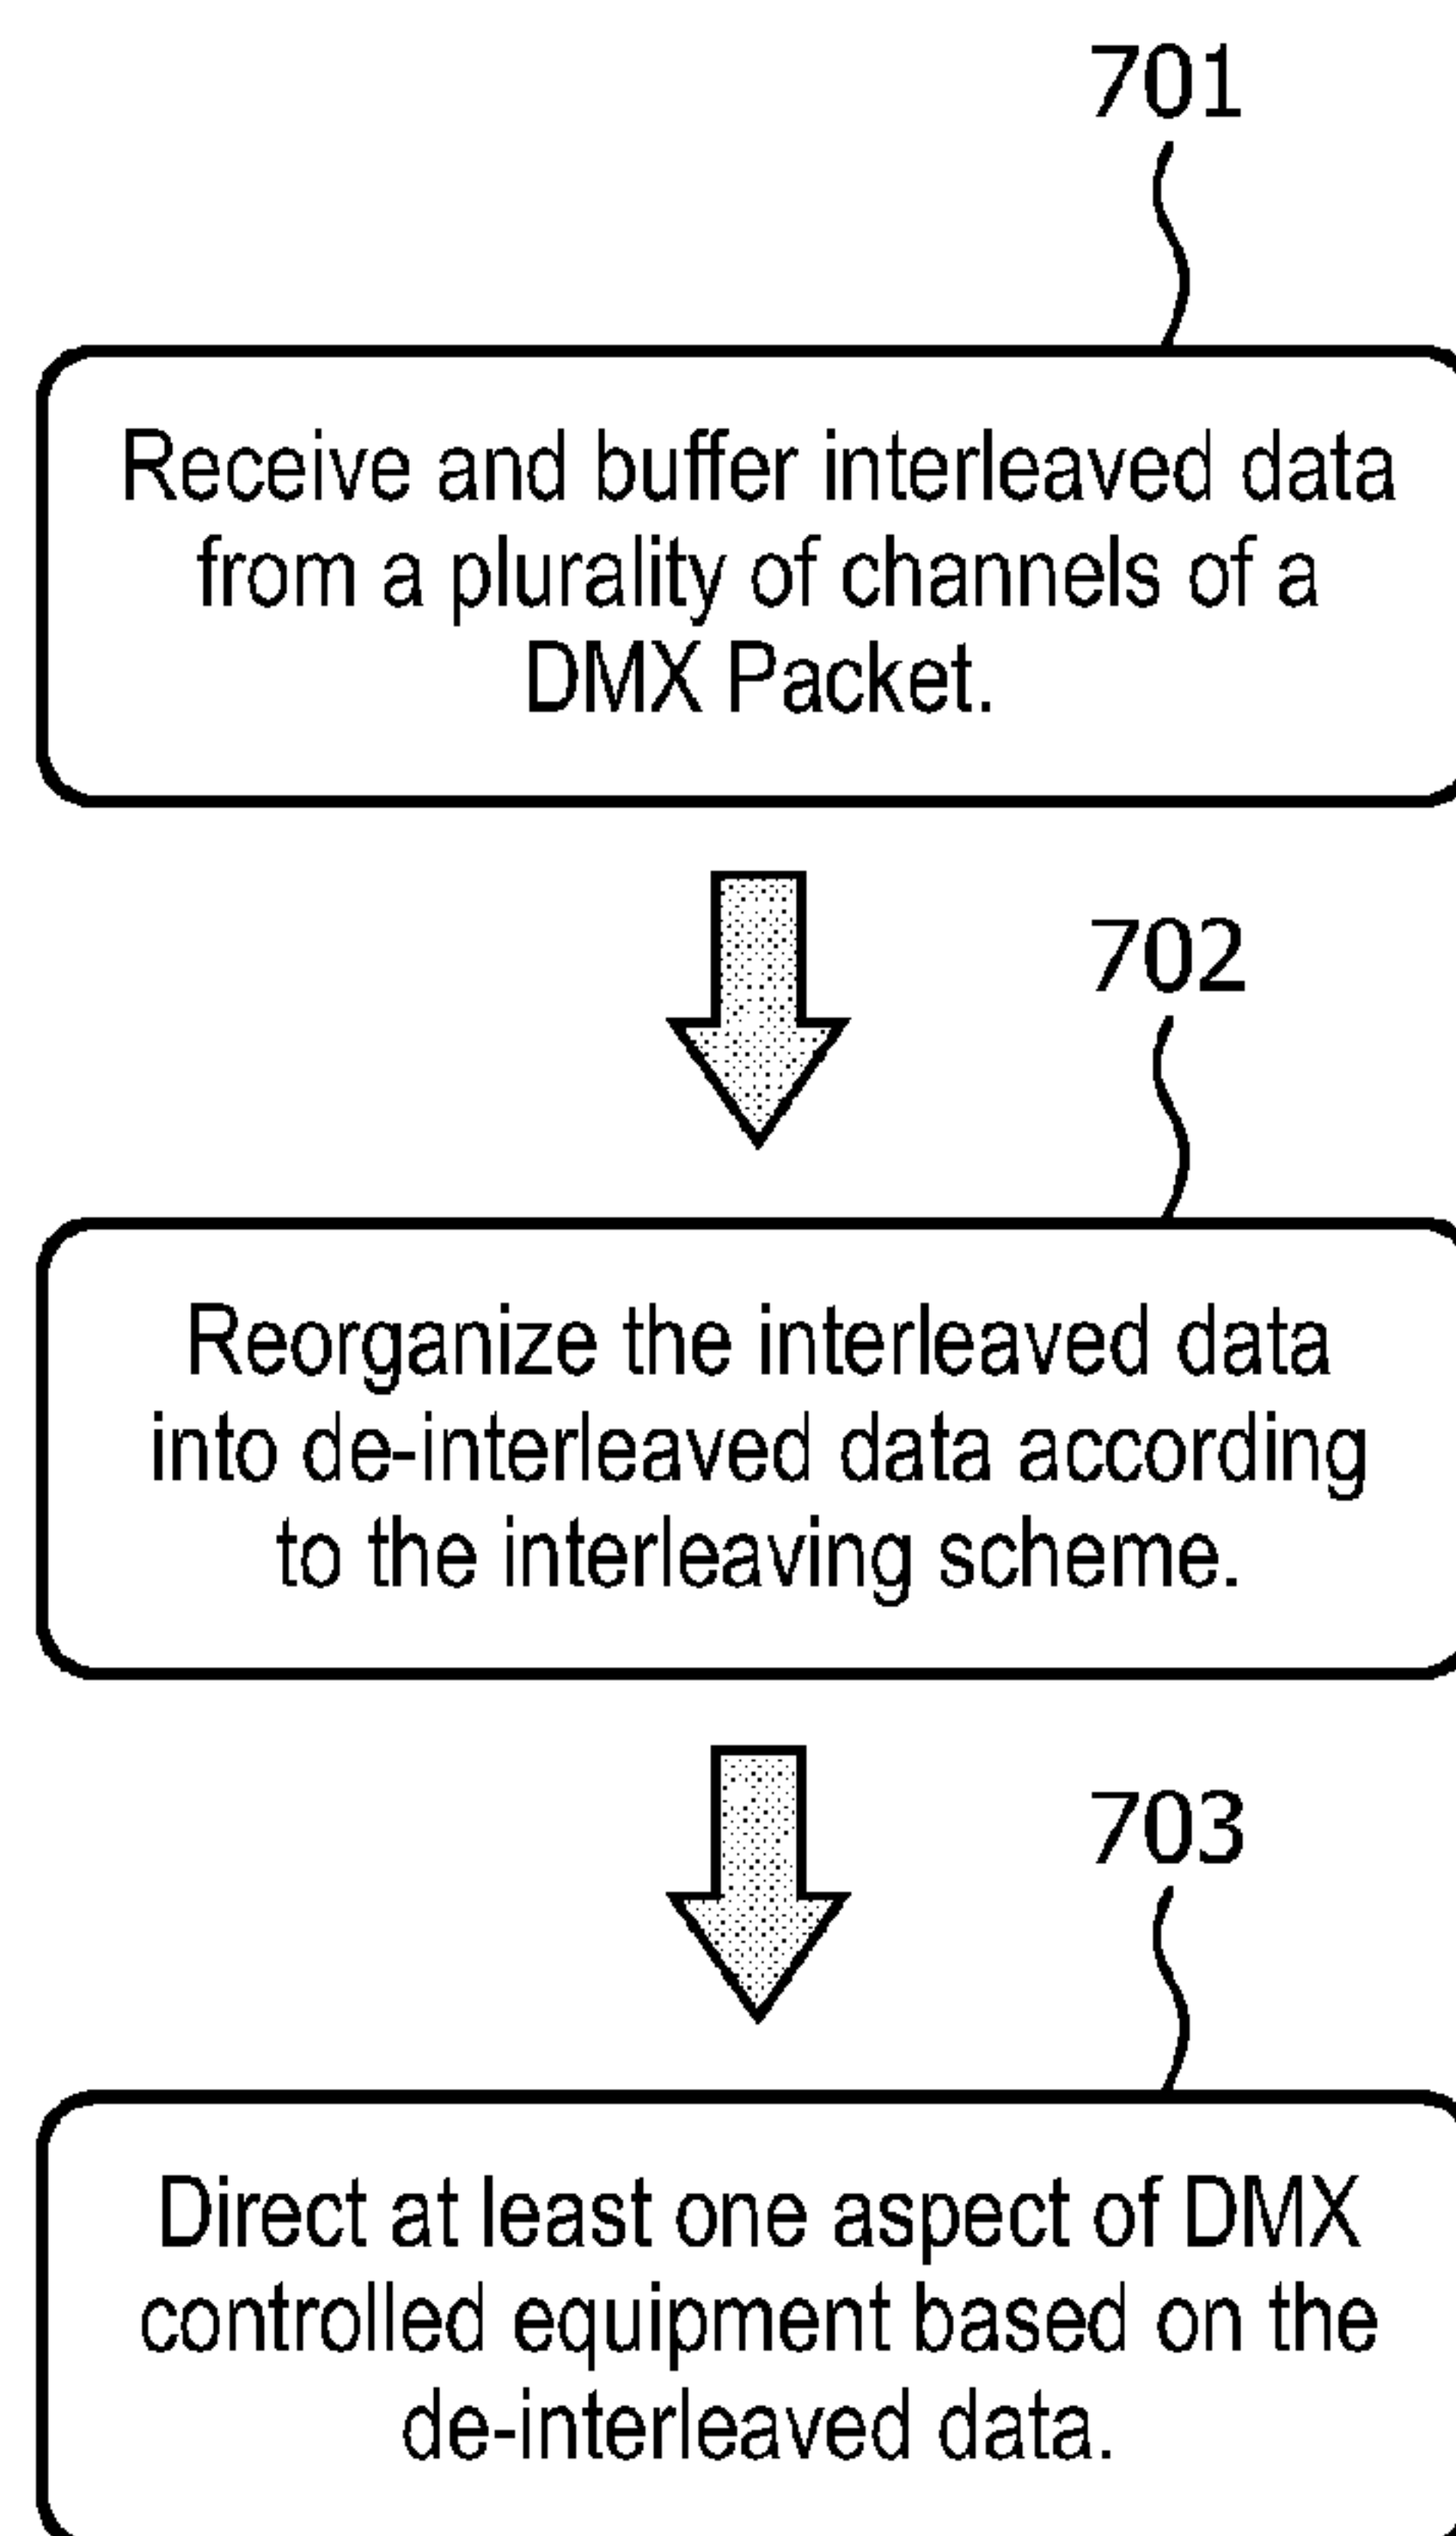 701
Receive and buffer interleaved data
from a plurality of channels of a
DMX Packet.
702
Reorganize the interleaved data
into de-interleaved data according
to the interleaving scheme.
703
Direct at least one aspect of DMX
controlled equipment based on the
de-interleaved data.